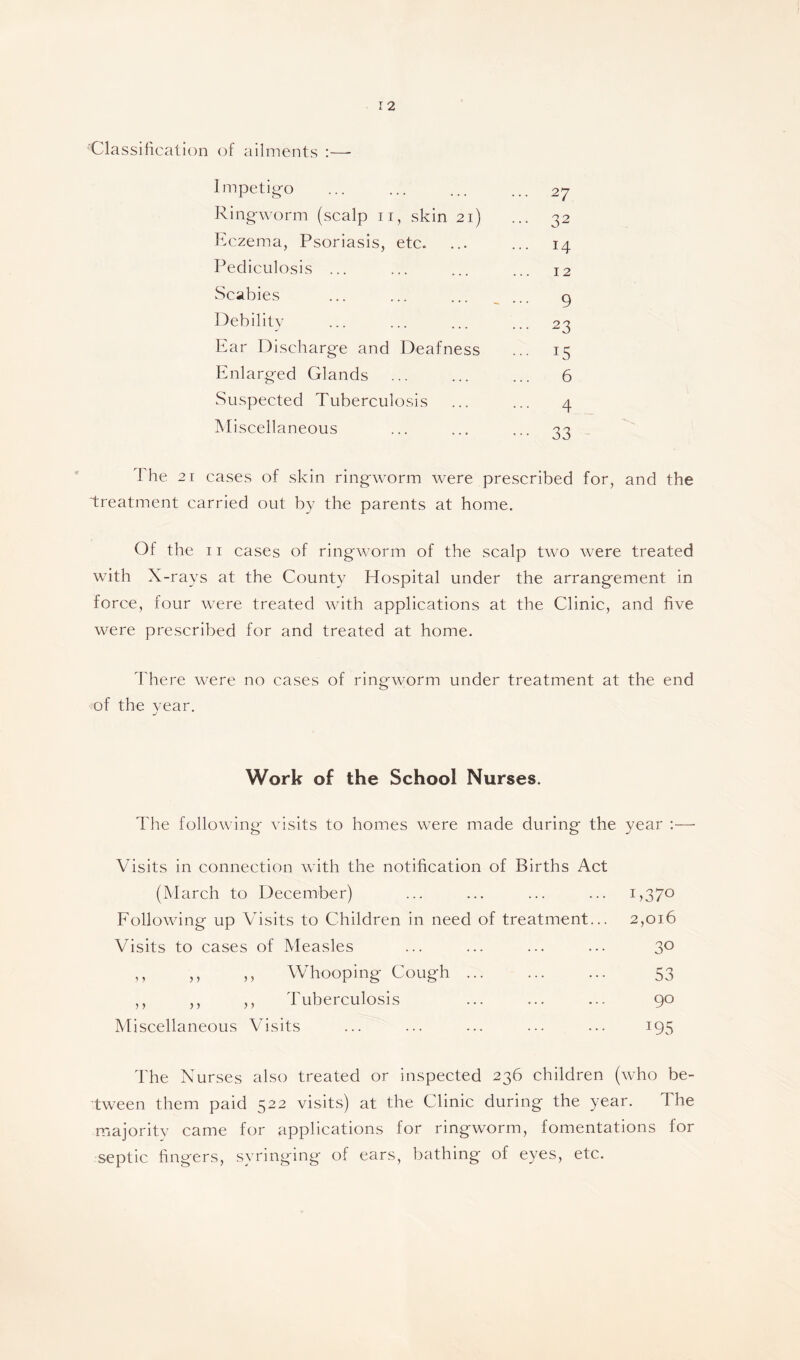 12
Classification of ailments :—
Impetigo ... ... ... ... 27
Ringworm (scalp 11, skin 21) ... 32
Eczema, Psoriasis, etc. ... ... 14
Pediculosis ... ... ... ... 12
Scabies ... ... ... ... 9
Debility ... ... ... ... 23
Ear Discharge and Deafness ... 15
Enlarged Glands ... ... ... 6
Suspected Tuberculosis ... ... 4
Miscellaneous ... ... ... 33
The 21 cases of skin ringworm were prescribed for, and the
treatment carried out by the parents at home.
Of the 11 cases of ringworm of the scalp two were treated
with X-rays at the County Hospital under the arrangement in
force, four were treated with applications at the Clinic, and five
were prescribed for and treated at home.
There were no cases of ringworm under treatment at the end
of the year.
Work of the School Nurses.
The following visits to homes were made during the year :—
Visits in connection with the notification of Births Act
(March to December) ... ... ... ... 1,370
Following up Visits to Children in need of treatment... 2,016
Visits to cases of Measles ... ... ... ... 30
,, ,, ,, Whooping Cough ... ... ... 53
,, ,, ,, Tuberculosis ... ... ... 90
Miscellaneous Visits ... ... ... ... ... 195
The Nurses also treated or inspected 236 children (who be-
tween them paid 522 visits) at the Clinic during the year. The
majority came for applications for ringworm, fomentations for
septic fingers, syringing of ears, bathing of eyes, etc.